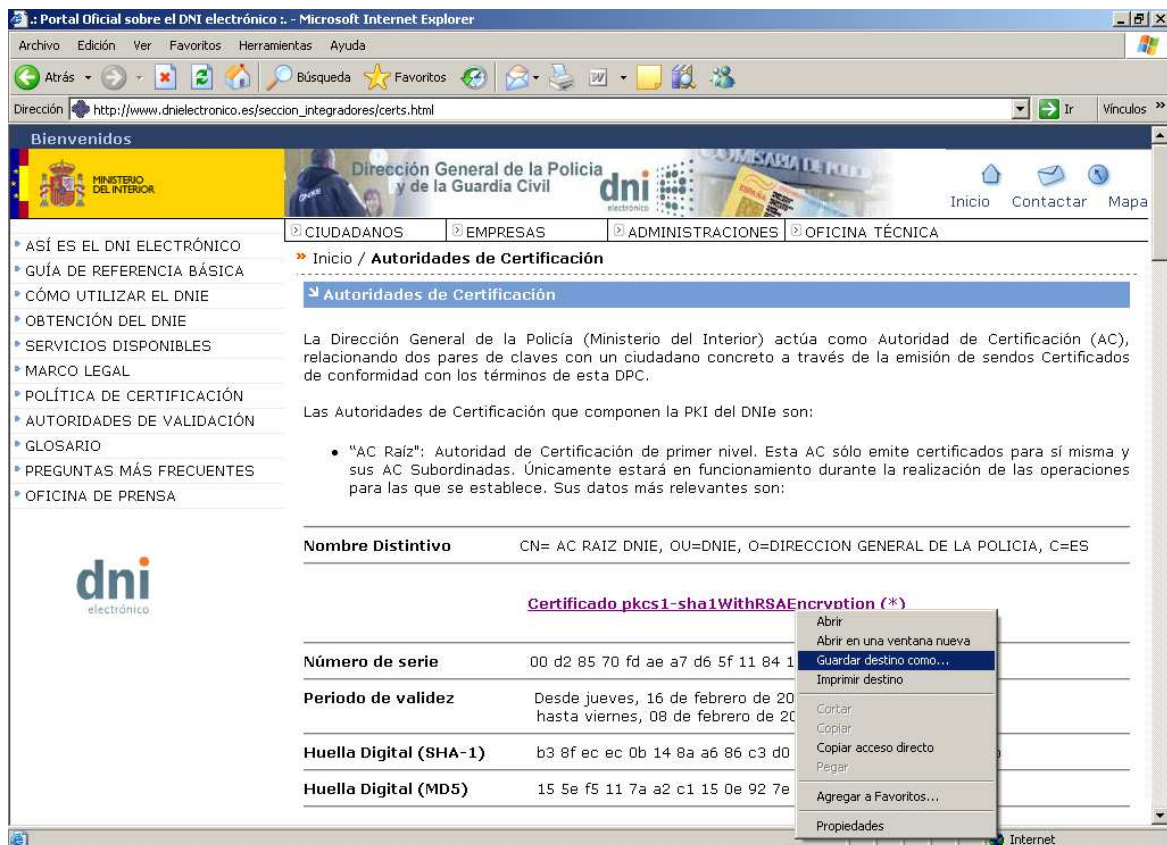 .: Portal Oficial sobre el DNI electrónico :. - Microsoft Internet Explorer
Archivo Edición Ver Favoritos Herramientas Ayuda
Atrás Búsqueda Favoritos
Dirección http://www.dnielectronico.es/seccion_integradores/certs.html Ir Vínculos »
Bienvenidos
MINISTERIO
DEL INTERIOR
Dirección General de la Policia
y de la Guardia Civil
dni
electrónico
Inicio Contactar Mapa
CIUDADANOS EMPRESAS ADMINISTRACIONES OFICINA TÉCNICA
ASÍ ES EL DNI ELECTRÓNICO
GUÍA DE REFERENCIA BÁSICA
CÓMO UTILIZAR EL DNIE
OBTENCIÓN DEL DNIE
SERVICIOS DISPONIBLES
MARCO LEGAL
POLÍTICA DE CERTIFICACIÓN
AUTORIDADES DE VALIDACIÓN
GLOSARIO
PREGUNTAS MÁS FRECUENTES
OFICINA DE PRENSA
dni
electrónico
» Inicio / Autoridades de Certificación
Autoridades de Certificación
La Dirección General de la Policía (Ministerio del Interior) actúa como Autoridad de Certificación (AC),
relacionando dos pares de claves con un ciudadano concreto a través de la emisión de sendos Certificados
de conformidad con los términos de esta DPC.
Las Autoridades de Certificación que componen la PKI del DNIe son:
• "AC Raíz": Autoridad de Certificación de primer nivel. Esta AC sólo emite certificados para sí misma y
sus AC Subordinadas. Únicamente estará en funcionamiento durante la realización de las operaciones
para las que se establece. Sus datos más relevantes son:
Nombre Distintivo CN= AC RAIZ DNIE, OU=DNIE, O=DIRECCION GENERAL DE LA POLICIA, C=ES
Certificado pkcs1-sha1WithRSAEncryption (*)
Número de serie 00 d2 85 70 fd ae a7 d6 5f 11 84 1
Periodo de validez Desde jueves, 16 de febrero de 20
hasta viernes, 08 de febrero de 20
Huella Digital (SHA-1) b3 8f ec ec 0b 14 8a a6 86 c3 d0
Huella Digital (MD5) 15 5e f5 11 7a a2 c1 15 0e 92 7e
Abrir
Abrir en una ventana nueva
Guardar destino como...
Imprimir destino
Cortar
Copiar
Copiar acceso directo
Pegar
Agregar a Favoritos...
Propiedades
Internet